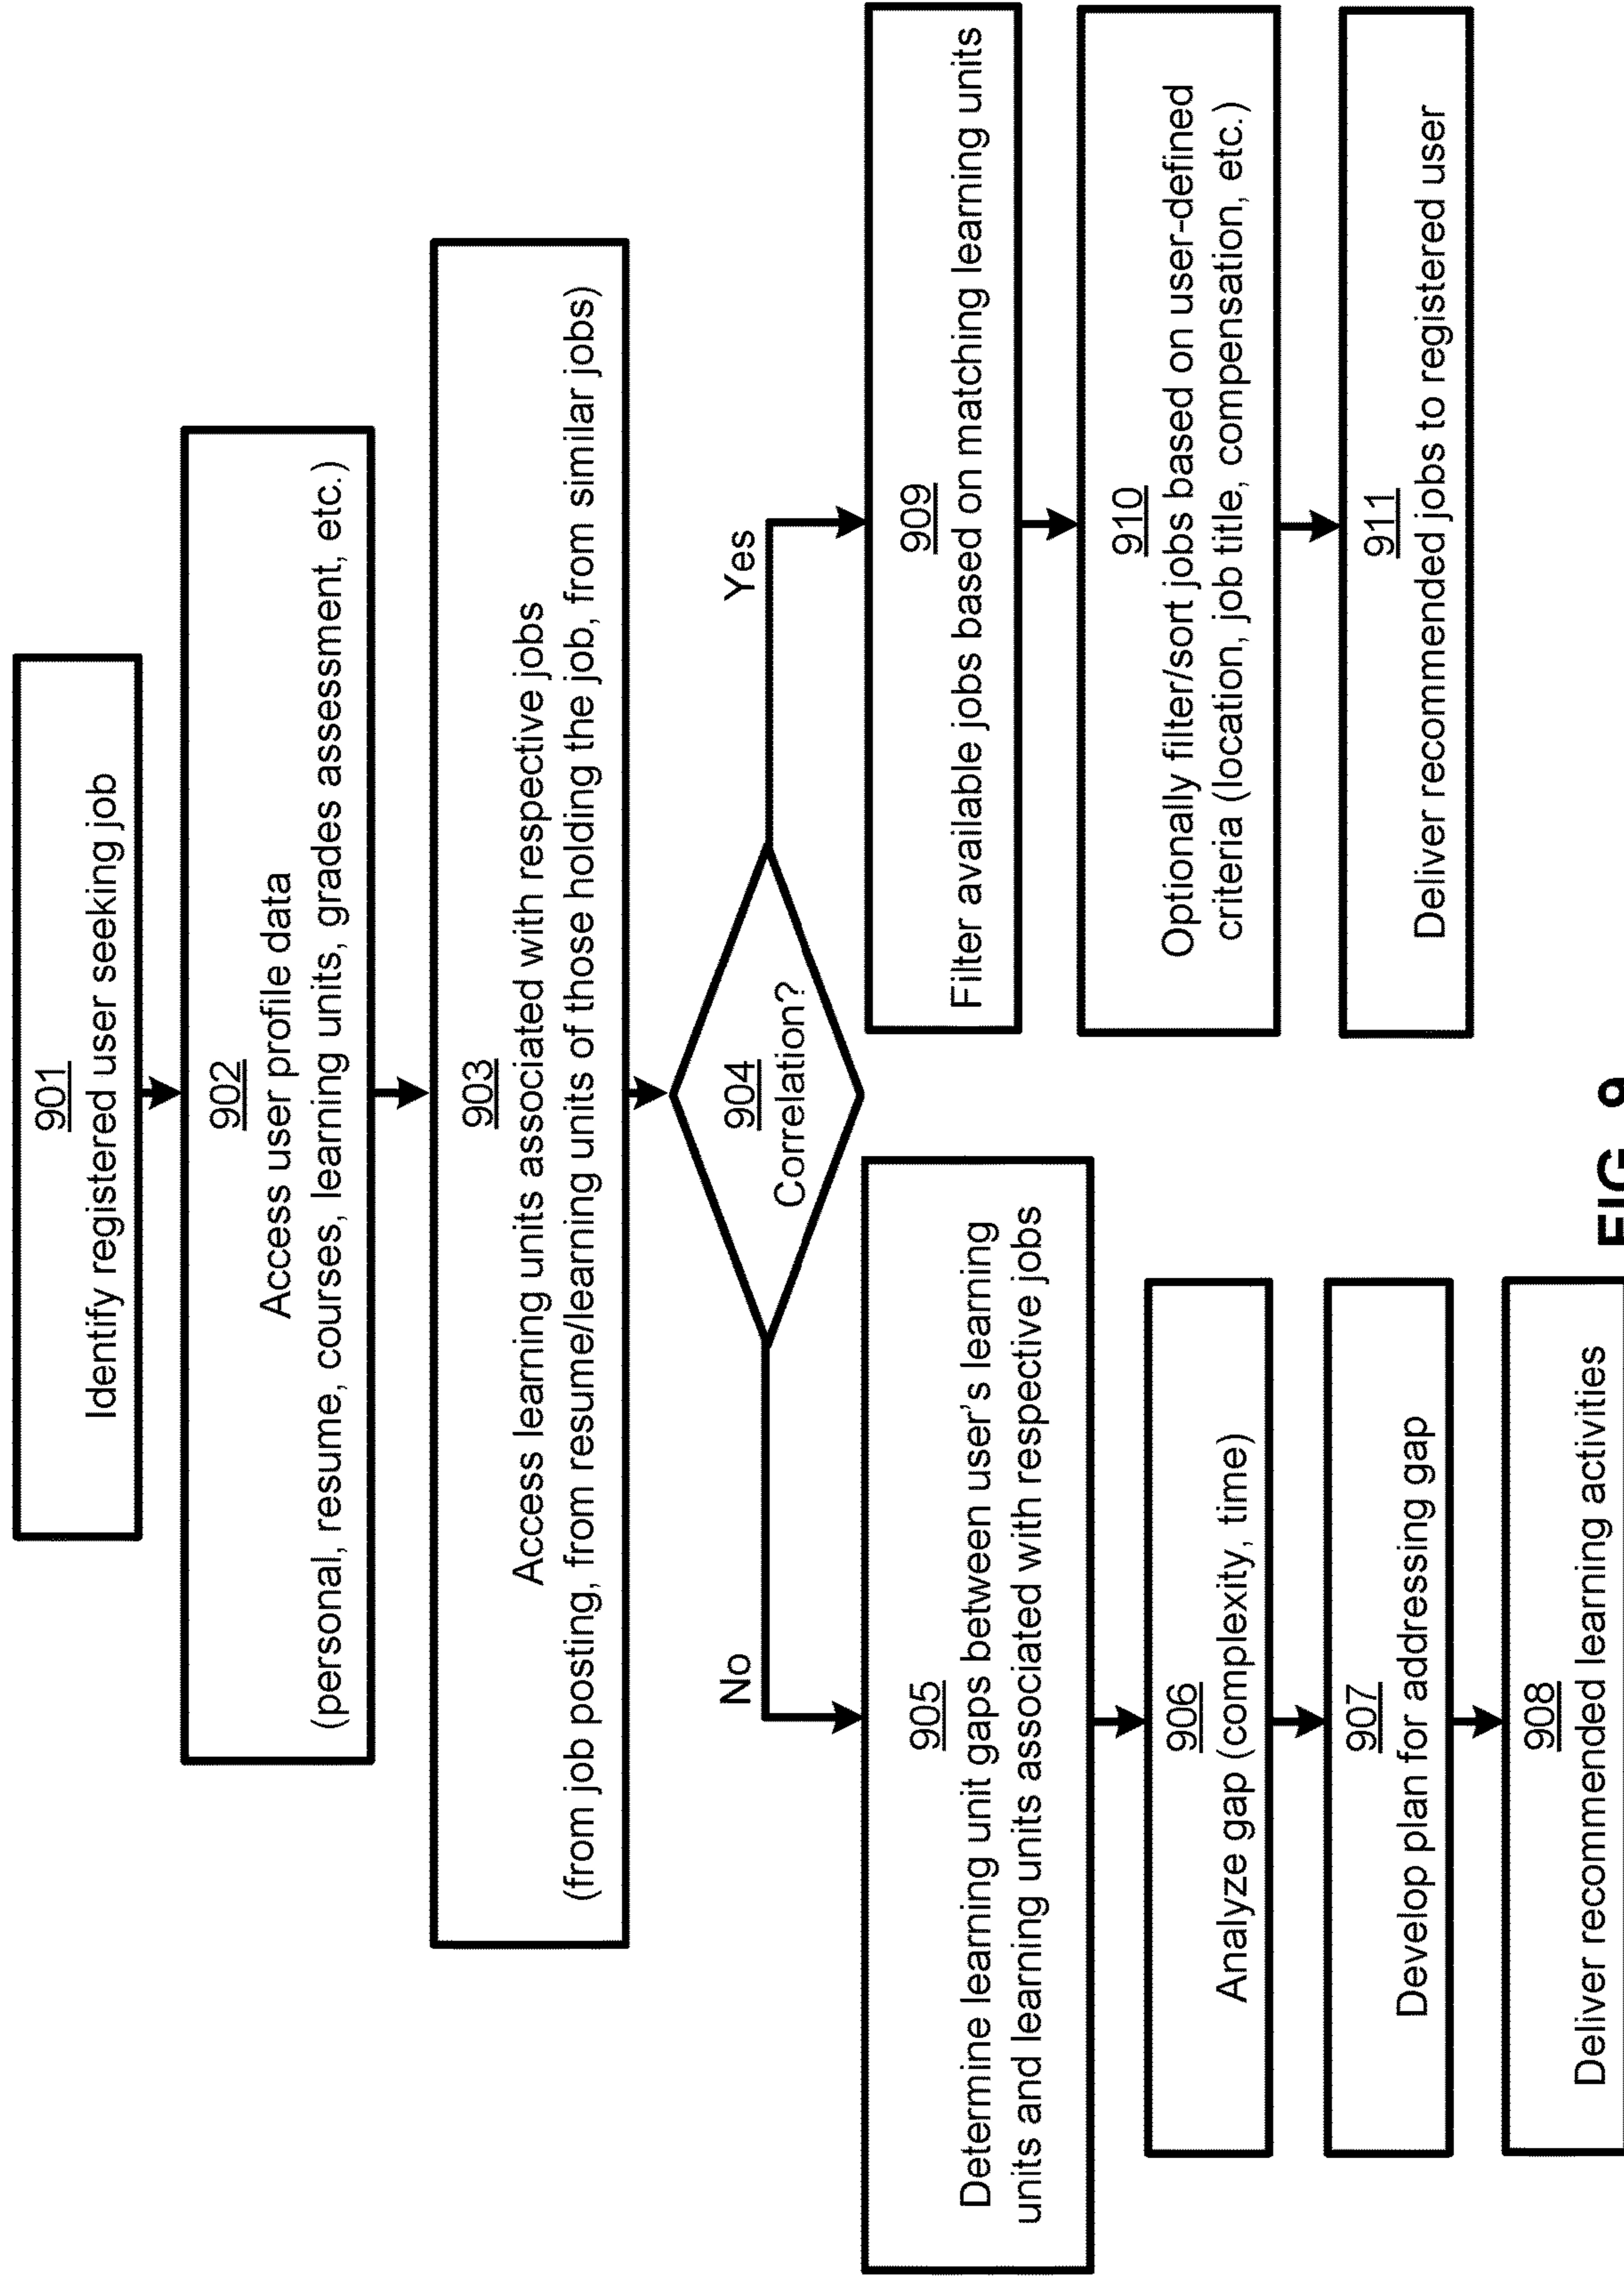 901
Identify registered user seeking job
902
Access user profile data
(personal, resume, courses, learning units, grades assessment, etc.)
903
Access learning units associated with respective jobs
(from job posting, from resume/learning units of those holding the job, from similar jobs)
904
Correlation?
No
Yes
905
Determine learning unit gaps between user's learning
units and learning units associated with respective jobs
906
Analyze gap (complexity, time)
907
Develop plan for addressing gap
908
Deliver recommended learning activities
909
Filter available jobs based on matching learning units
910
Optionally filter/sort jobs based on user-defined
criteria (location, job title, compensation, etc.)
911
Deliver recommended jobs to registered user
FIG. 9